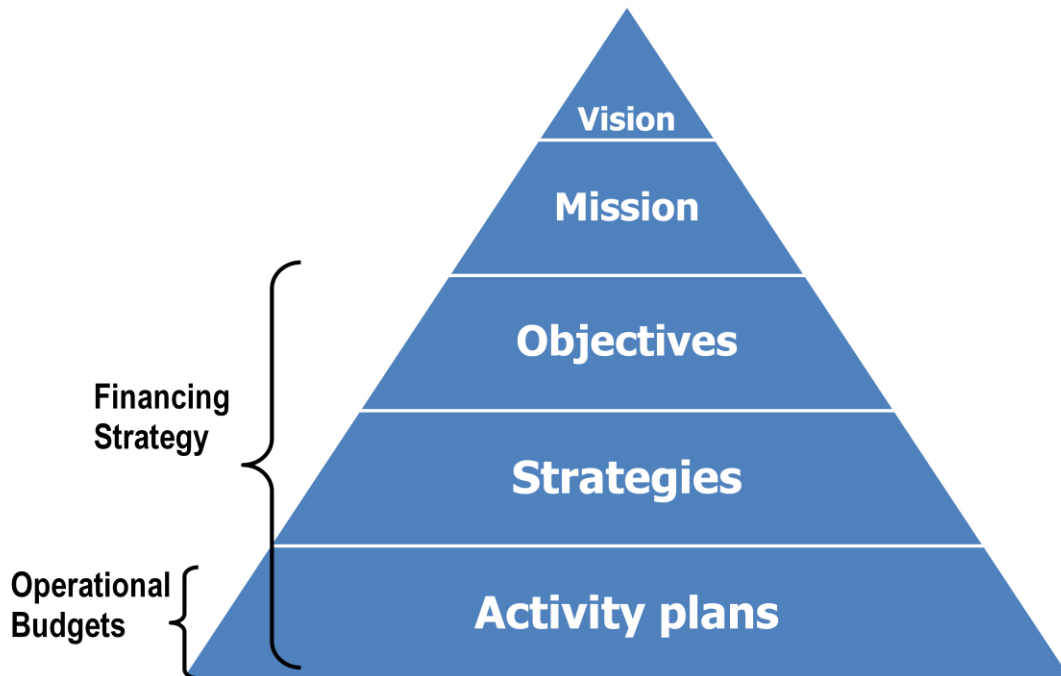 Vision
Mission
Objectives
Financing
Strategy
Strategies
Operational
Budgets
Activity plans